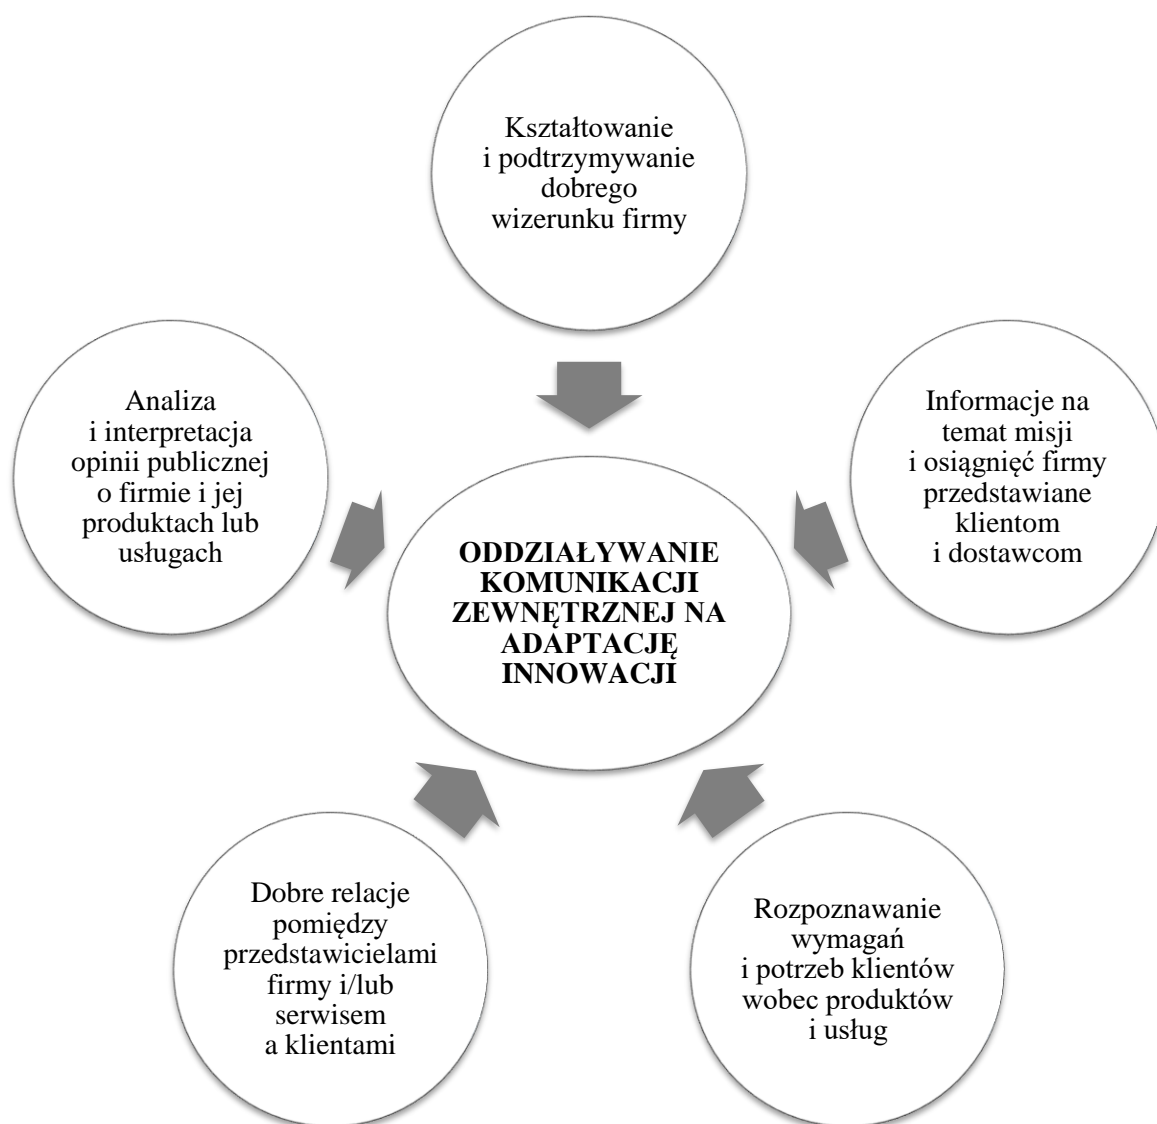 Kształtowanie
i podtrzymywanie
dobrego
wizerunku firmy
Analiza
i interpretacja
opinii publicznej
o firmie i jej
produktach lub
usługach
Informacje na
temat misji
i osiągnięć firmy
przedstawiane
klientom
i dostawcom
ODDZIAŁYWANIE
KOMUNIKACJI
ZEWNĘTRZNEJ NA
ADAPTACJĘ
INNOWACJI
Dobre relacje
pomiędzy
przedstawicielami
firmy i/lub
serwisem
a klientami
Rozpoznawanie
wymagań
i potrzeb klientów
wobec produktów
i usług